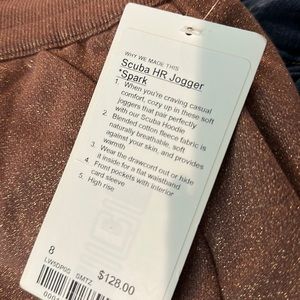 WHY WE MADE THIS
Scuba HR Jogger
*Spark
1 When you're craving casual
comfort, cozy up in these soft
joggers that pair perfectly
with our Scuba Hoodie
2. Blended cotton fleece fabric is
naturally breathable, soft
against your skin, and provides
warmth
3. Wear the drawcord out or hide
it inside for a flat waistband
4 Front pockets with interior
card sleeve
5. High rise
8
SMTZ
$128.00